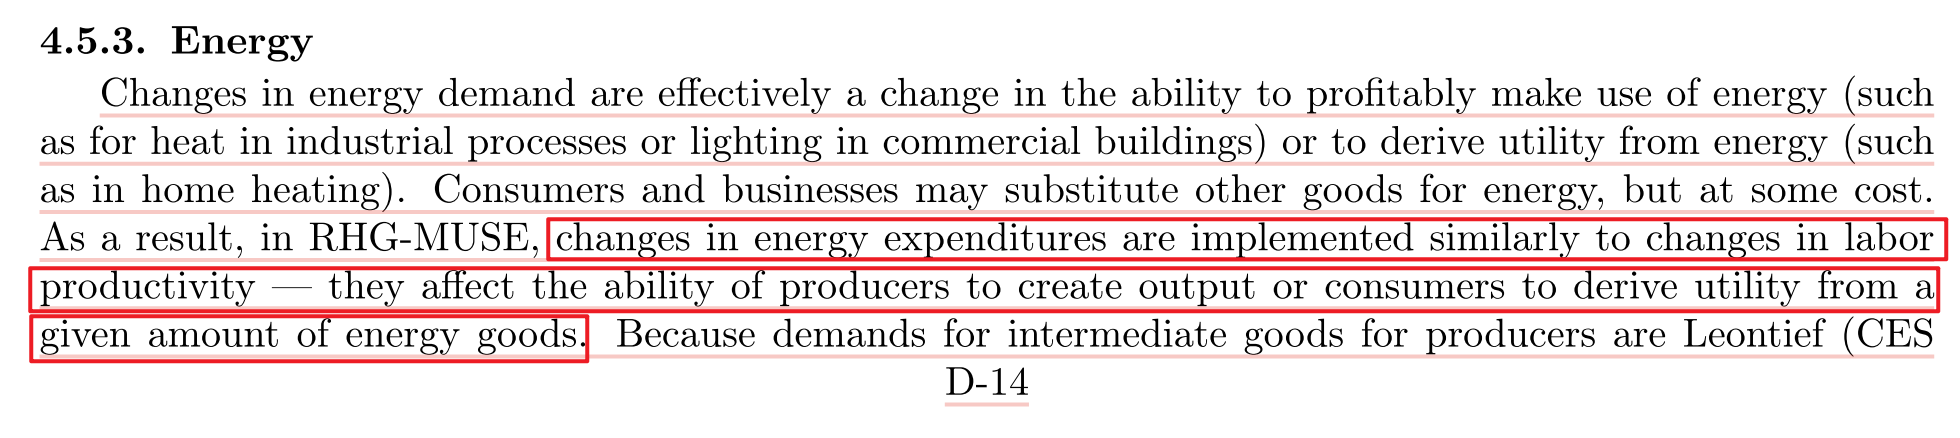 4.5.3. Energy
Changes in energy demand are effectively a change in the ability to profitably make use of energy (such
as for heat in industrial processes or lighting in commercial buildings) or to derive utility from energy (such
as in home heating). Consumers and businesses may substitute other goods for energy, but at some cost.
As a result, in RHG-MUSE, changes in energy expenditures are implemented similarly to changes in labor
productivity — they affect the ability of producers to create output or consumers to derive utility from a
given amount of energy goods. Because demands for intermediate goods for producers are Leontief (CES
D-14